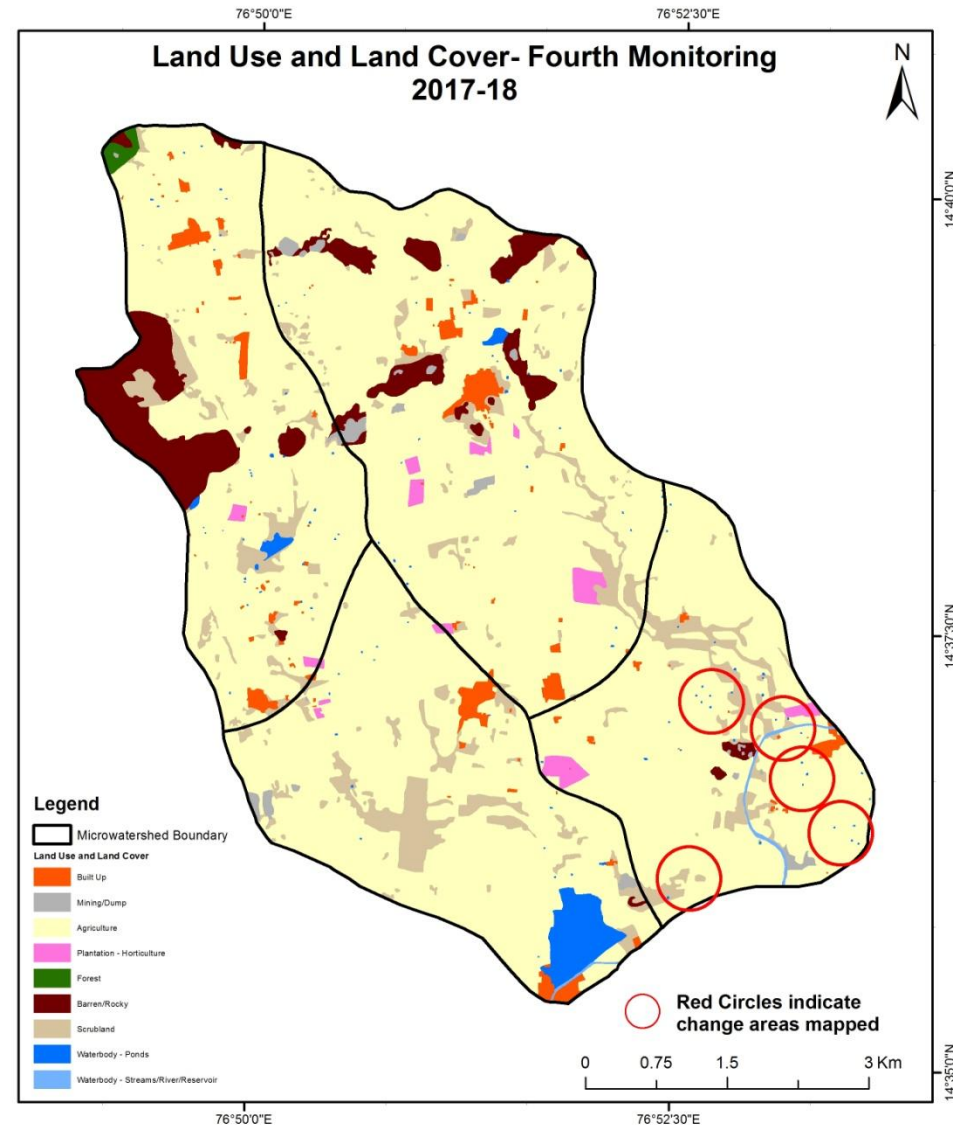 76°50'0"E
76°52'30"E
Land Use and Land Cover- Fourth Monitoring
2017-18
N
14°40'0"N
14°37'30"N
14°35'0"N
Legend
Microwatershed Boundary
Land Use and Land Cover
Built Up
Mining/Dump
Agriculture
Plantation - Horticulture
Forest
Barren/Rocky
Scrubland
Waterbody - Ponds
Waterbody - Streams/River/Reservoir
Red Circles indicate
change areas mapped
0 0.75 1.5 3 Km
76°50'0"E
76°52'30"E